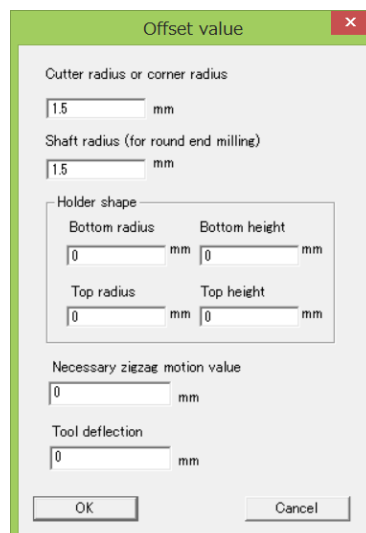 Offset value
Cutter radius or corner radius
1.5 mm
Shaft radius (for round end milling)
1.5 mm
Holder shape
Bottom radius Bottom height
0 mm 0 mm
Top radius Top height
0 mm 0 mm
Necessary zigzag motion value
0 mm
Tool deflection
0 mm
OK Cancel